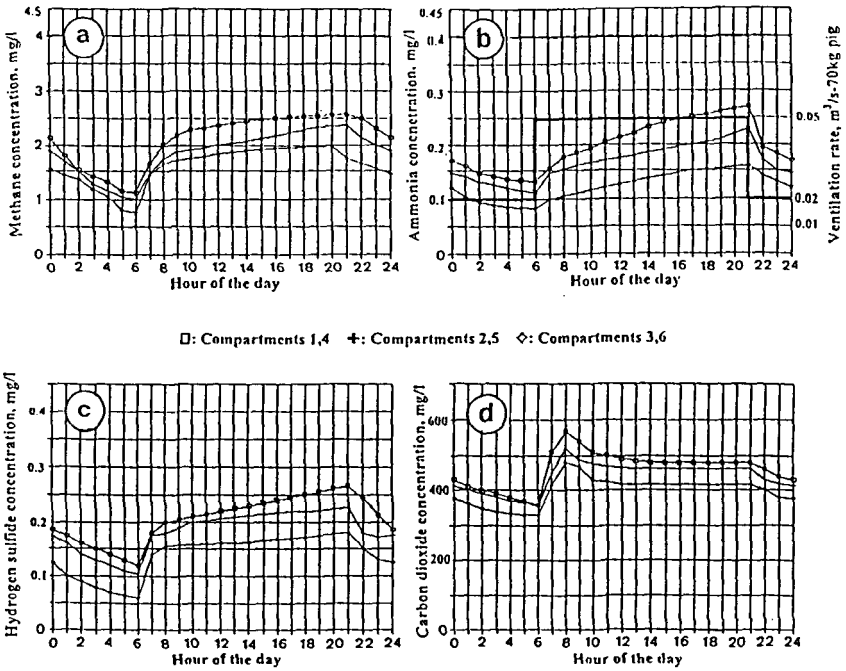 a
Methane concentration, mg/l
4.5
4
3
2
1
0
0 2 4 6 8 10 12 14 16 18 20 22 24
Hour of the day
b
Ammonia concnetration, mg/l
0.45
0.4
0.3
0.2
0.1
0
0 2 4 6 8 10 12 14 16 18 20 22 24
Hour of the day
0.05
0.02
0.01
Ventilation rate, m³/s-70kg pig
□: Compartments 1,4 +: Compartments 2,5 ◇: Compartments 3,6
c
Hydrogen sulfide concentration, mg/l
0.4
0.3
0.2
0.1
0
0 2 4 6 8 10 12 14 16 18 20 22 24
Hour of the day
d
Carbon dioxide concentration, mg/l
600
400
200
0
0 2 4 6 8 10 12 14 16 18 20 22 24
Hour of the day